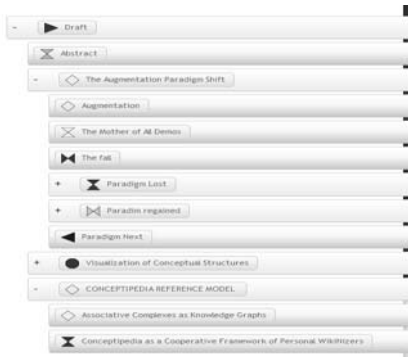 - Draft
Abstract
- The Augmentation Paradigm Shift
Augmentation
The Mother of All Demos
The fall
+ Paradigm Lost
+ Paradim regained
Paradigm Next
+ Visualization of Conceptual Structures
- CONCEPTIPEDIA REFERENCE MODEL
Associative Complexes as Knowledge Graphs
Conceptipedia as a Cooperative Framework of Personal WikiNizers